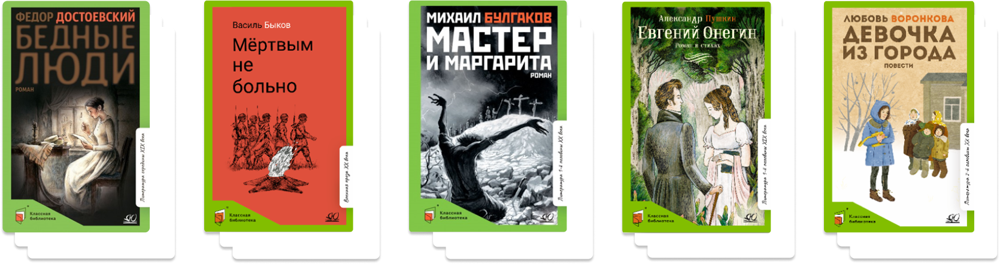 ФЕДОР ДОСТОЕВСКИЙ
БЕДНЫЕ
ЛЮДИ
РОМАН
Литература середины XIX века
Классная
библиотека
Василь Быков
Мёртвым
не
больно
Военная проза XX века
Классная
библиотека
МИХАИЛ БУЛГАКОВ
МАСТЕР
И МАРГАРИТА
РОМАН
Литература 1-й половины XX века
Классная
библиотека
Александр Пушкин
Евгений Онегин
Роман в стихах
Литература 1-й половины XIX века
Классная
библиотека
ЛЮБОВЬ ВОРОНКОВА
ДЕВОЧКА
ИЗ ГОРОДА
ПОВЕСТИ
Литература 2-й половины XX века
Классная
библиотека